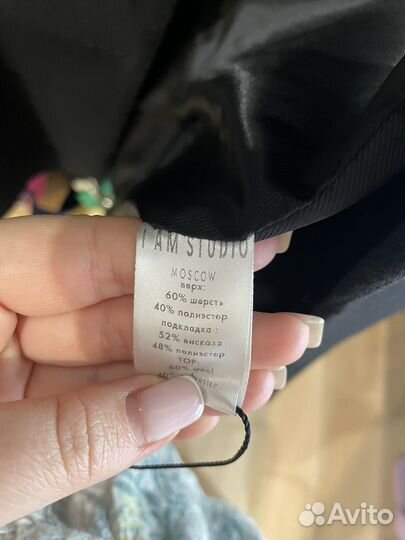 I AM STUDIO
MOSCOW
верх:
60% шерсть
40% полиэстер
подкладка :
52% вискоза
48% полиэстер
TOP:
60% wool
Avito